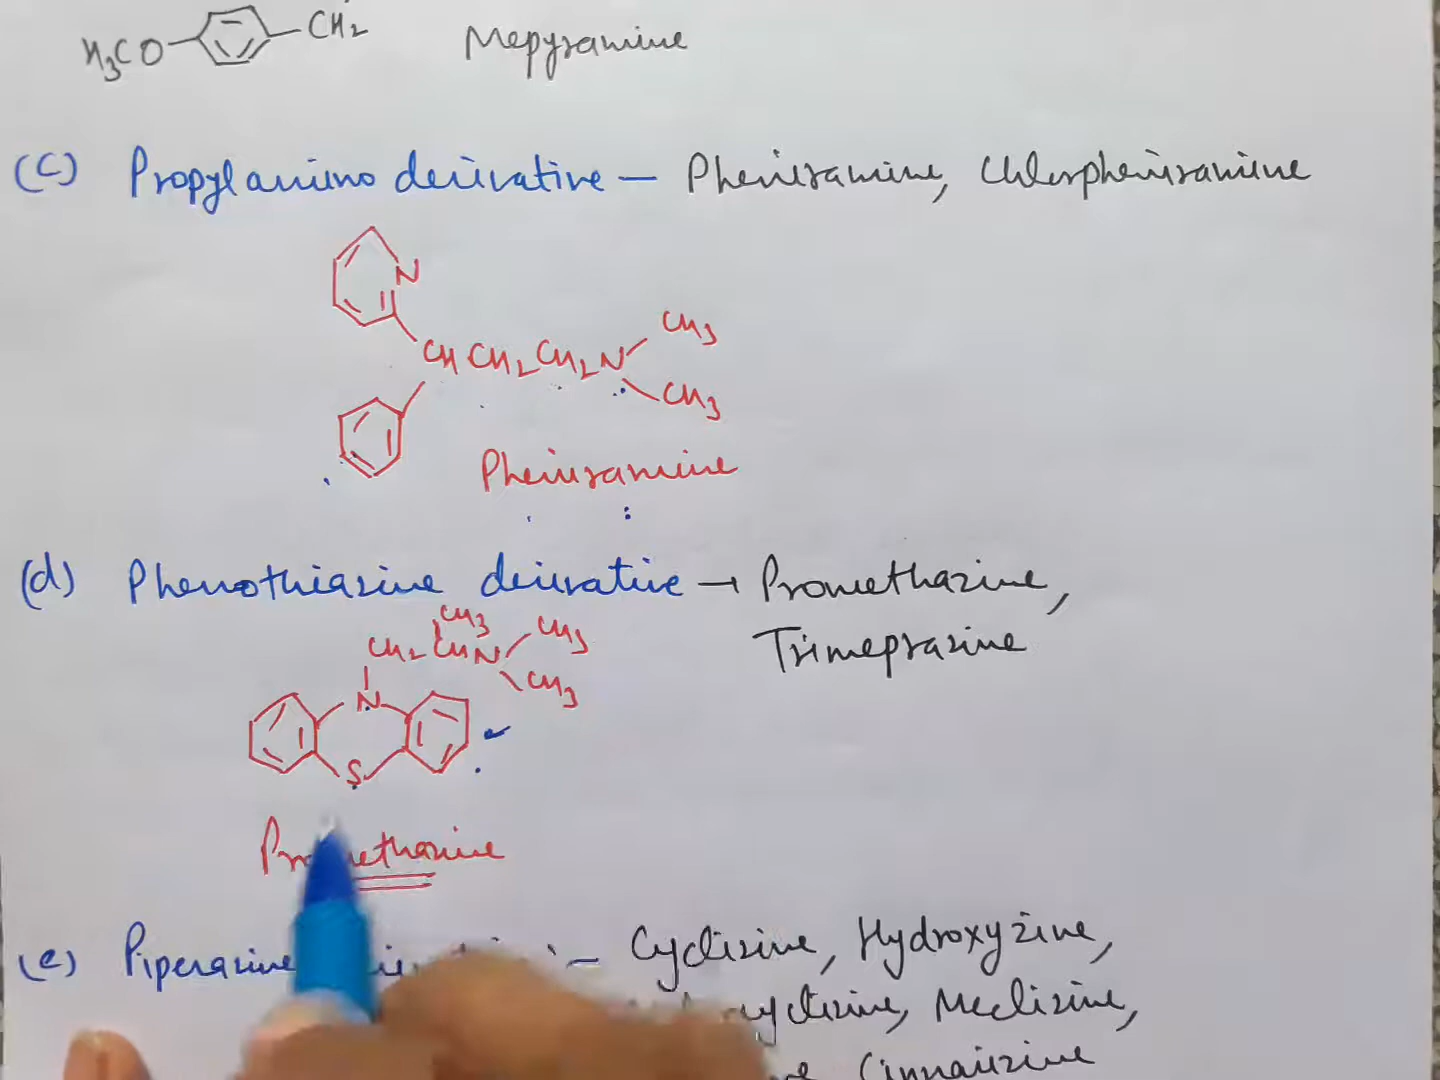 H3CO CH2 Mepyramine
(C) Propylamino derivative — Pheniramine, Chlorpheniramine
N
CH3
CH CH2 CH2 N
CH3
Pheniramine
(d) Phenothiazine derivative → Promethazine,
CH3
CH2 CH N CH3
Trimeprazine
CH3
N
S
Promethazine
(e) Piperazine – Cyclizine, Hydroxyzine,
Meclizine,
Cinnarizine